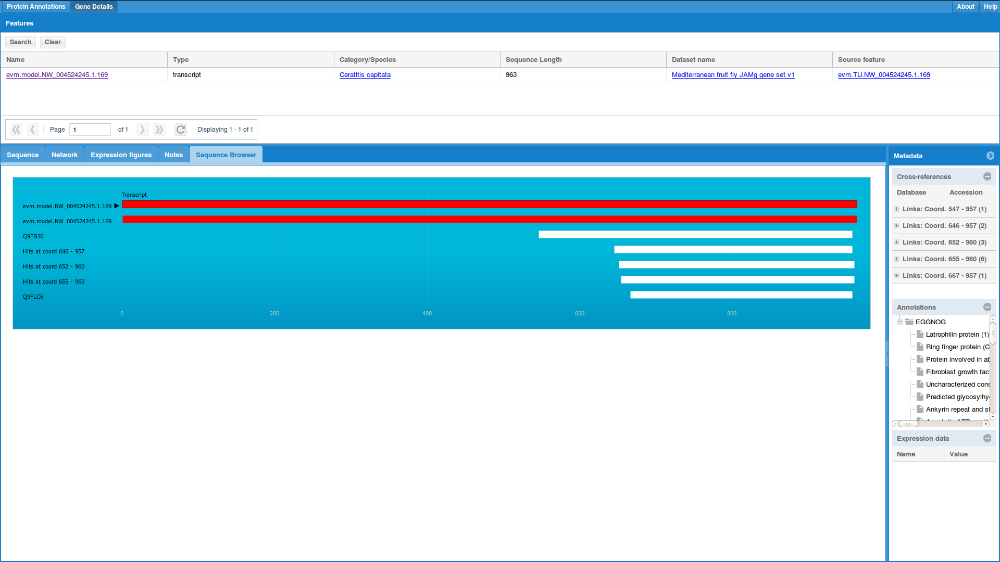 Protein Annotations Gene Details About Help
Features
Search Clear
Name Type Category/Species Sequence Length Dataset name Source feature
evm.model.NW_004524245.1.169 transcript Ceratitis capitata 963 Mediterranean fruit fly JAMg gene set v1 evm.TU.NW_004524245.1.169
Page 1 of 1 Displaying 1 - 1 of 1
Sequence Network Expression figures Notes Sequence Browser
Transcript
evm.model.NW_004524245.1.169
evm.model.NW_004524245.1.169
Q9FGJ6
Hits at coord 646 - 957
Hits at coord 652 - 960
Hits at coord 655 - 960
Q9FLC6
0 200 400 600 800
Metadata
Cross-references
Database Accession
Links: Coord. 547 - 957 (1)
Links: Coord. 646 - 957 (2)
Links: Coord. 652 - 960 (3)
Links: Coord. 655 - 960 (6)
Links: Coord. 667 - 957 (1)
Annotations
EGGNOG
Latrophilin protein (1)
Ring finger protein (C
Protein involved in ab
Fibroblast growth fac
Uncharacterized cons
Predicted glycosylhy
Ankyrin repeat and st
Expression data
Name Value